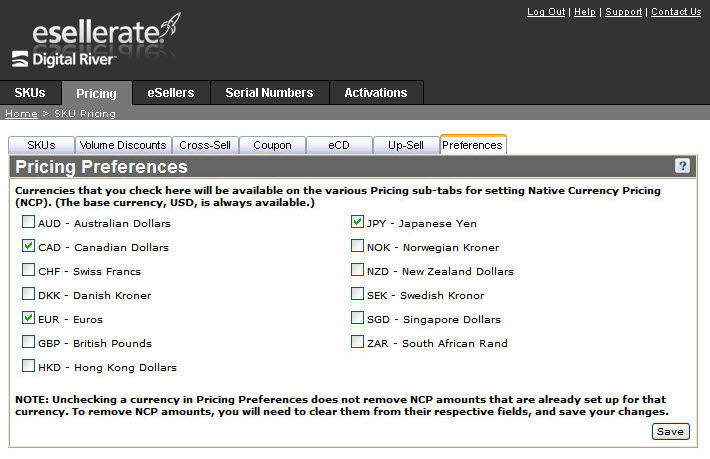 Log Out | Help | Support | Contact Us
esellerate.
Digital River
SKUs Pricing eSellers Serial Numbers Activations
Home > SKU Pricing
SKUs Volume Discounts Cross-Sell Coupon eCD Up-Sell Preferences
Pricing Preferences ?
Currencies that you check here will be available on the various Pricing sub-tabs for setting Native Currency Pricing
(NCP). (The base currency, USD, is always available.)
AUD - Australian Dollars
CAD - Canadian Dollars
CHF - Swiss Francs
DKK - Danish Kroner
EUR - Euros
GBP - British Pounds
HKD - Hong Kong Dollars
JPY - Japanese Yen
NOK - Norwegian Kroner
NZD - New Zealand Dollars
SEK - Swedish Kronor
SGD - Singapore Dollars
ZAR - South African Rand
NOTE: Unchecking a currency in Pricing Preferences does not remove NCP amounts that are already set up for that
currency. To remove NCP amounts, you will need to clear them from their respective fields, and save your changes.
Save